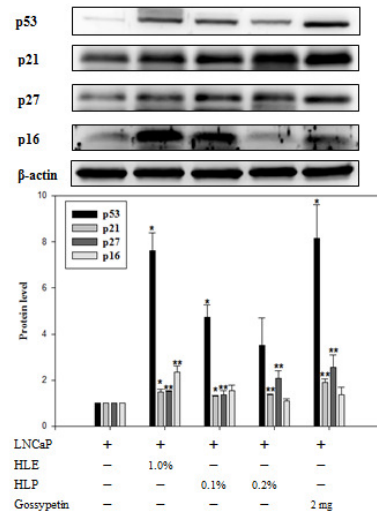 p53
p21
p27
p16
β-actin
10
8
6
4
2
0
Protein level
p53
p21
p27
p16
* * ** **
* * ** 
** **
* ** **
LNCaP + + + + +
HLE – 1.0% – – –
HLP – – 0.1% 0.2% –
Gossypetin – – – – 2 mg